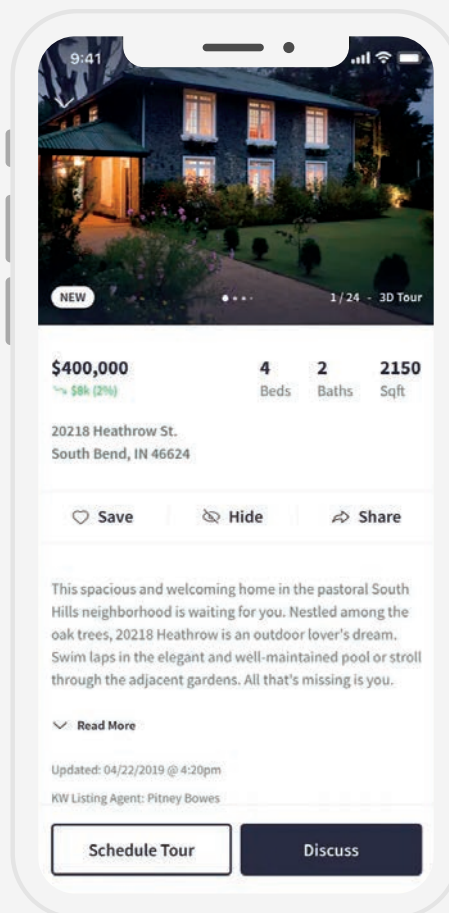 9:41
NEW
1 / 24 - 3D Tour
$400,000
4
2
2150
$8k (2%)
Beds
Baths
Sqft
20218 Heathrow St.
South Bend, IN 46624
Save
Hide
Share
This spacious and welcoming home in the pastoral South
Hills neighborhood is waiting for you. Nestled among the
oak trees, 20218 Heathrow is an outdoor lover's dream.
Swim laps in the elegant and well-maintained pool or stroll
through the adjacent gardens. All that's missing is you.
Read More
Updated: 04/22/2019 @ 4:20pm
KW Listing Agent: Pitney Bowes
Schedule Tour
Discuss